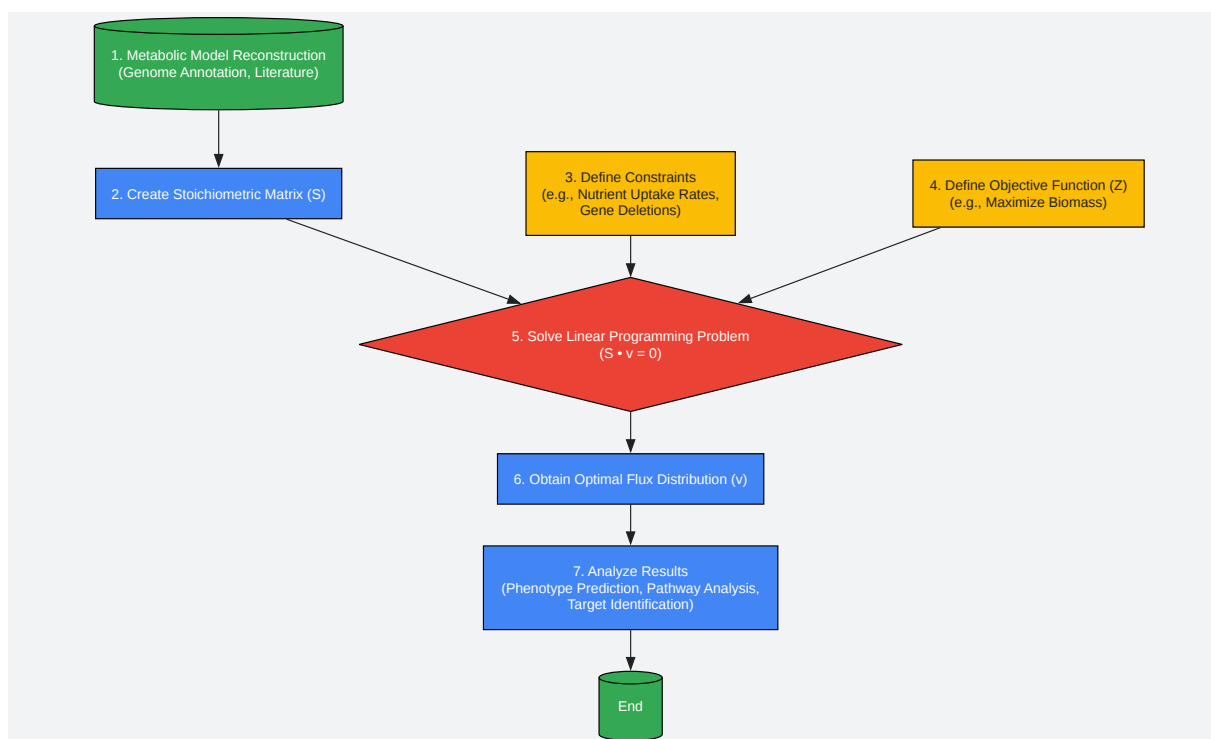 1. Metabolic Model Reconstruction
(Genome Annotation, Literature)
2. Create Stoichiometric Matrix (S)
3. Define Constraints
(e.g., Nutrient Uptake Rates,
Gene Deletions)
4. Define Objective Function (Z)
(e.g., Maximize Biomass)
5. Solve Linear Programming Problem
(S • v = 0)
6. Obtain Optimal Flux Distribution (v)
7. Analyze Results
(Phenotype Prediction, Pathway Analysis,
Target Identification)
End